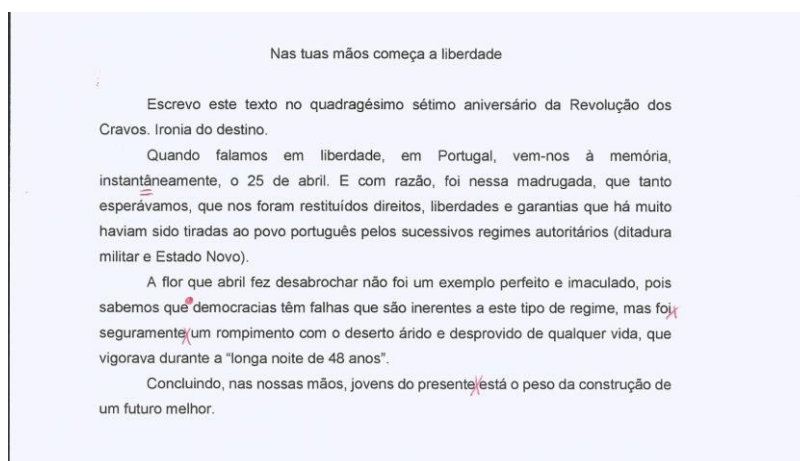 Nas tuas mãos começa a liberdade
Escrevo este texto no quadragésimo sétimo aniversário da Revolução dos
Cravos. Ironia do destino.
Quando falamos em liberdade, em Portugal, vem-nos à memória,
instantâneamente, o 25 de abril. E com razão, foi nessa madrugada, que tanto
esperávamos, que nos foram restituídos direitos, liberdades e garantias que há muito
haviam sido tiradas ao povo português pelos sucessivos regimes autoritários (ditadura
militar e Estado Novo).
A flor que abril fez desabrochar não foi um exemplo perfeito e imaculado, pois
sabemos que democracias têm falhas que são inerentes a este tipo de regime, mas foi
seguramente um rompimento com o deserto árido e desprovido de qualquer vida, que
vigorava durante a “longa noite de 48 anos”.
Concluindo, nas nossas mãos, jovens do presente está o peso da construção de
um futuro melhor.